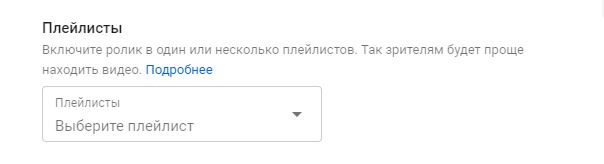 Плейлисты
Включите ролик в один или несколько плейлистов. Так зрителям будет проще
находить видео. Подробнее
Плейлисты
Выберите плейлист